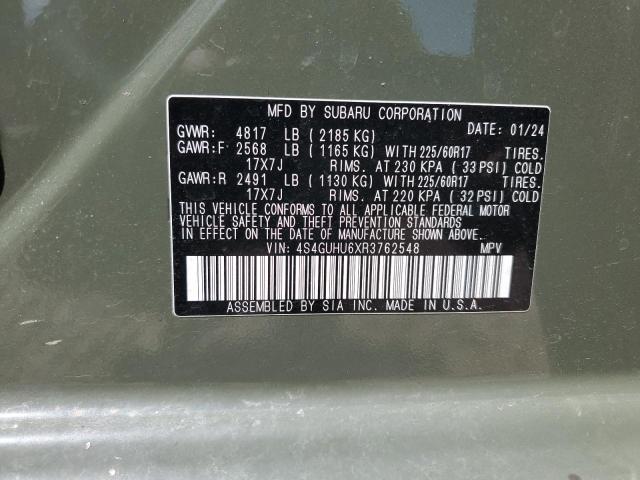 MFD BY SUBARU CORPORATION
GVWR: 4817 LB (2185 KG) DATE: 01/24
GAWR:F 2568 LB (1165 KG) WITH 225/60R17 TIRES.
17X7J RIMS. AT 230 KPA (33 PSI) COLD
GAWR:R 2491 LB (1130 KG) WITH 225/60R17 TIRES.
17X7J RIMS. AT 220 KPA (32 PSI) COLD
THIS VEHICLE CONFORMS TO ALL APPLICABLE FEDERAL MOTOR
VEHICLE SAFETY AND THEFT PREVENTION STANDARDS
IN EFFECT ON THE DATE OF MANUFACTURE SHOWN ABOVE.
VIN: 4S4GUHU6XR3762548 MPV
ASSEMBLED BY SIA INC. MADE IN U.S.A.